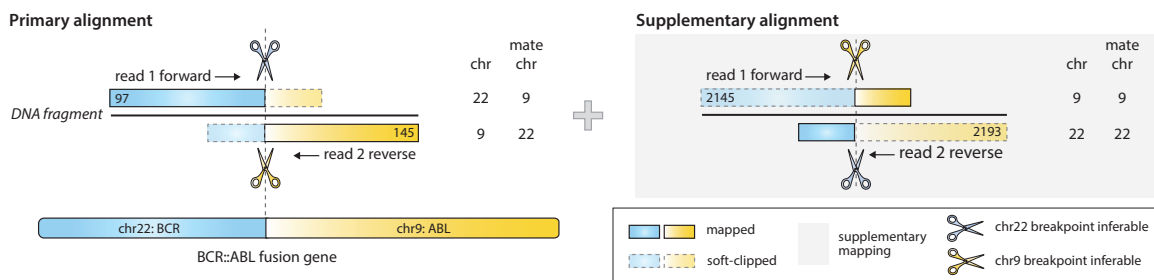 Primary alignment
mate
chr chr
read 1 forward
97
22 9
DNA fragment
145
9 22
read 2 reverse
chr22: BCR chr9: ABL
BCR::ABL fusion gene
Supplementary alignment
mate
chr chr
read 1 forward
2145
9 9
2193
22 22
read 2 reverse
mapped
soft-clipped
supplementary
mapping
chr22 breakpoint inferable
chr9 breakpoint inferable